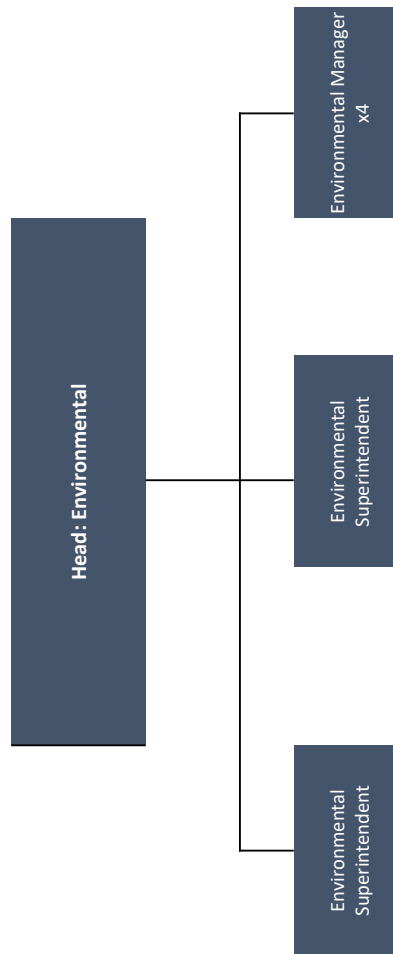 Head: Environmental
Environmental
Superintendent
Environmental
Superintendent
Environmental Manager
x4